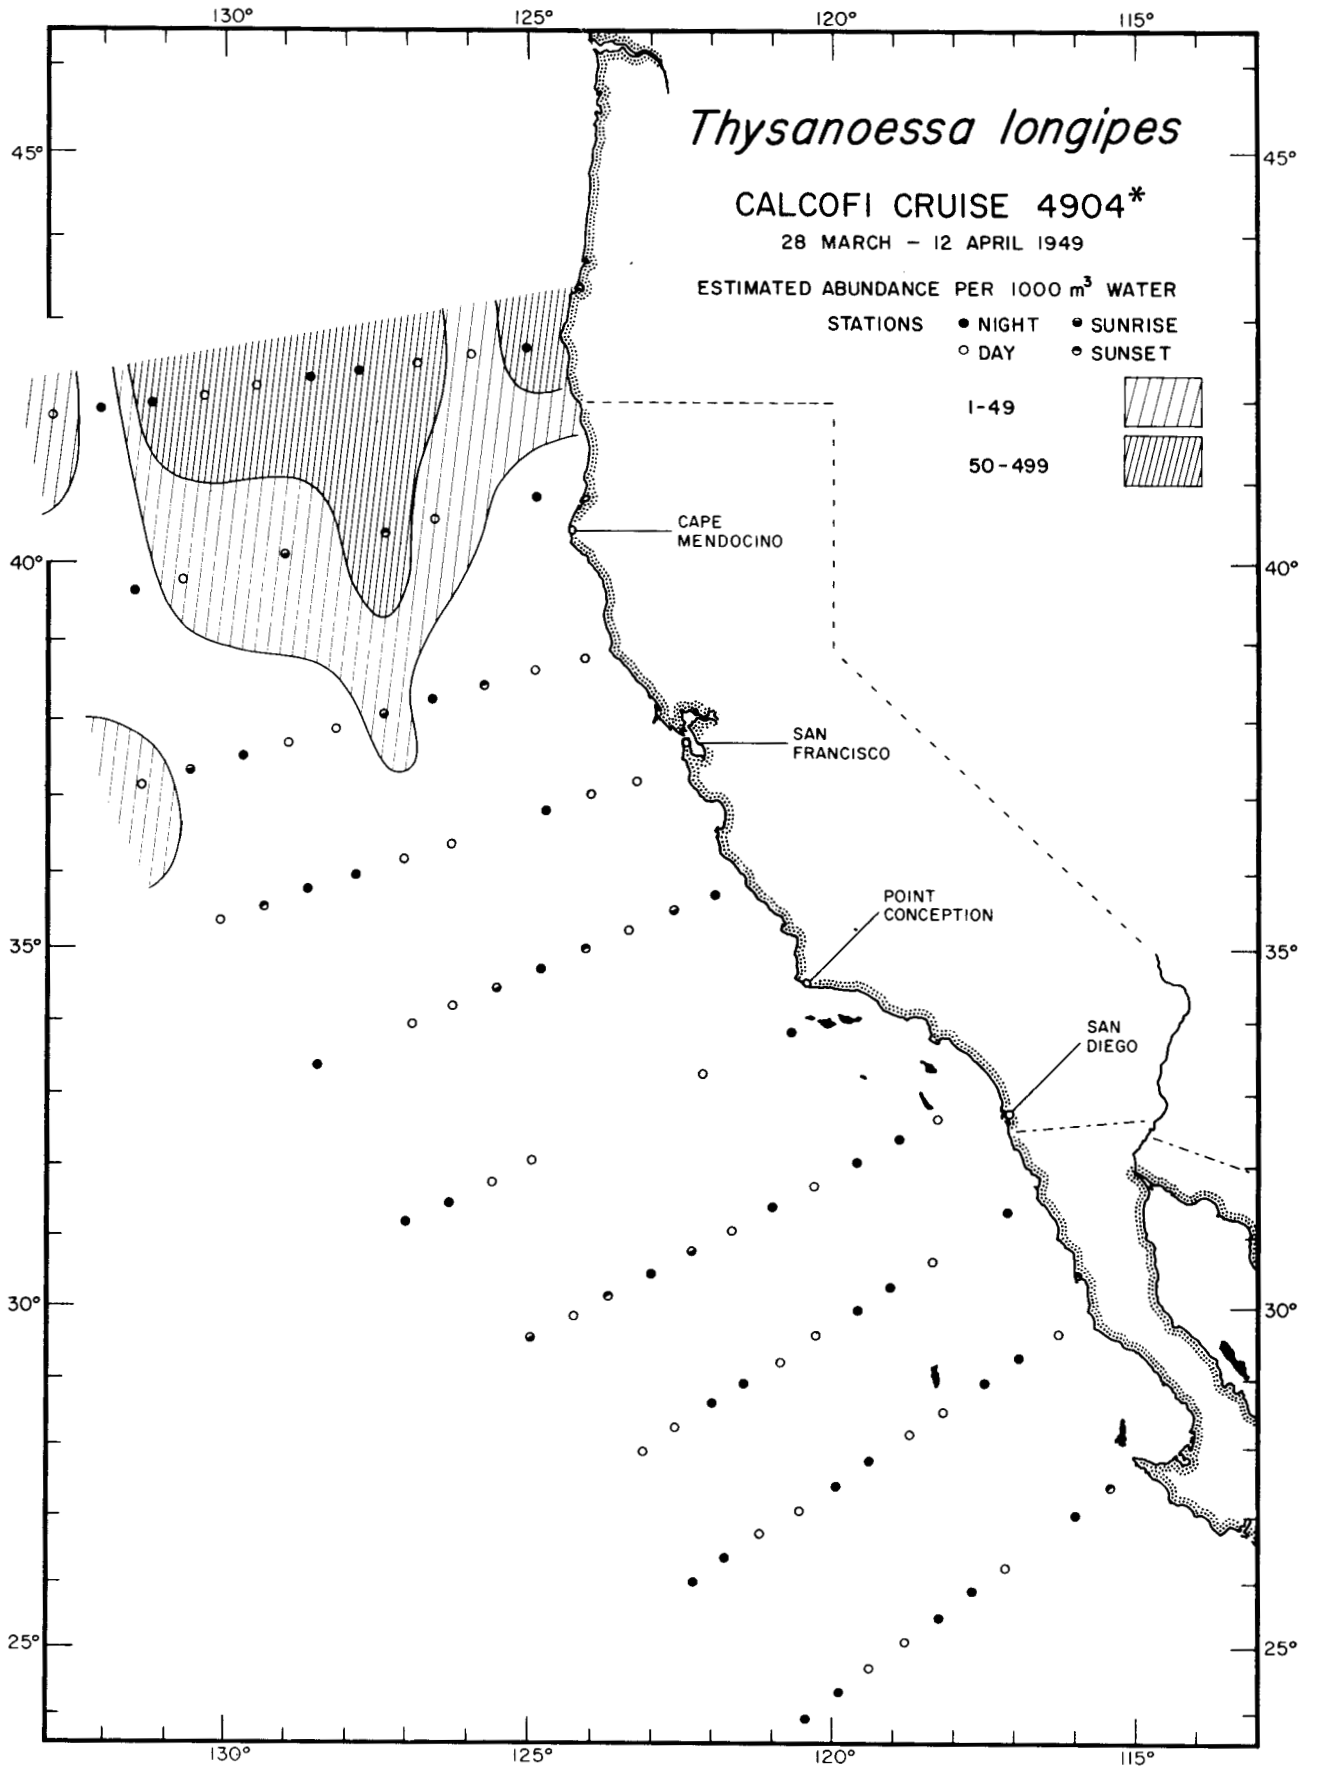 130° 125° 120° 115°
Thysanoessa longipes
CALCOFI CRUISE 4904*
28 MARCH – 12 APRIL 1949
ESTIMATED ABUNDANCE PER 1000 m³ WATER
STATIONS ● NIGHT SUNRISE
○ DAY SUNSET
1-49
50-499
45° 45°
CAPE
MENDOCINO
40° 40°
SAN
FRANCISCO
POINT
CONCEPTION
35° 35°
SAN
DIEGO
30° 30°
25° 25°
130° 125° 120° 115°